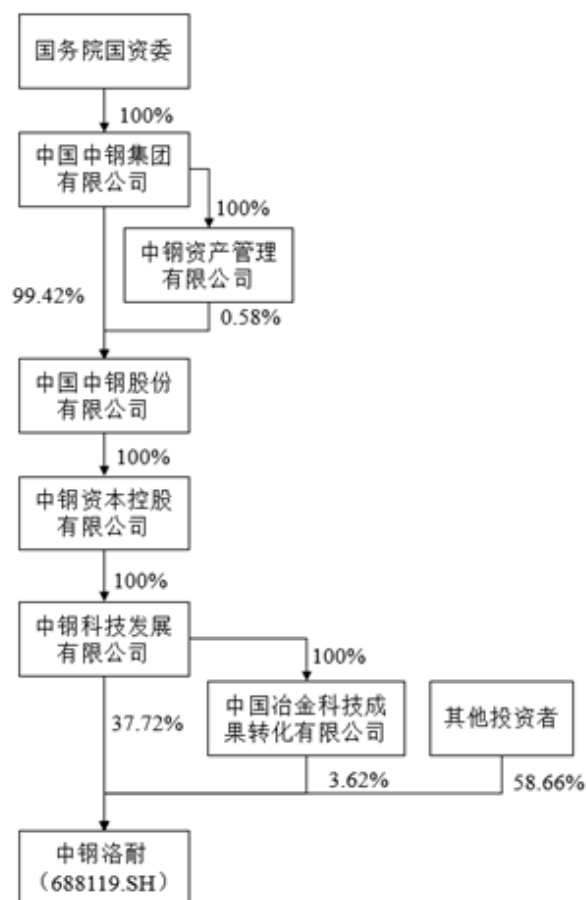 国务院国资委
100%
中国中钢集团
有限公司
100%
中钢资产管理
有限公司
99.42%
0.58%
中国中钢股份
有限公司
100%
中钢资本控股
有限公司
100%
中钢科技发展
有限公司
100%
37.72%
中国冶金科技成
果转化有限公司
其他投资者
3.62%
58.66%
中钢洛耐
（688119.SH）